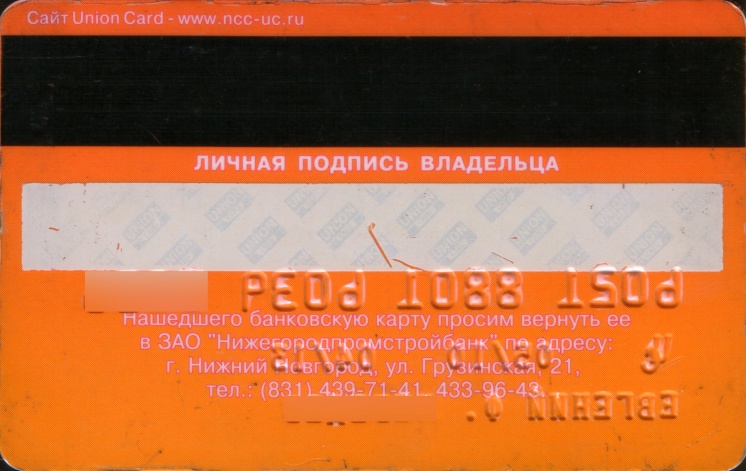 Сайт Union Card - www.ncc-uc.ru
ЛИЧНАЯ ПОДПИСЬ ВЛАДЕЛЬЦА
UNION
Нашедшего банковскую карту просим вернуть ее
в ЗАО "Нижегородпромстройбанк" по адресу:
г. Нижний Новгород, ул. Грузинская, 21,
тел.: (831) 439-71-41, 433-96-43.